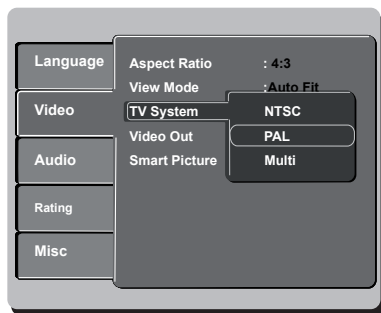 Language
Video
Audio
Rating
Misc
Aspect Ratio : 4:3
View Mode :Auto Fit
TV System
Video Out
Smart Picture
NTSC
PAL
Multi